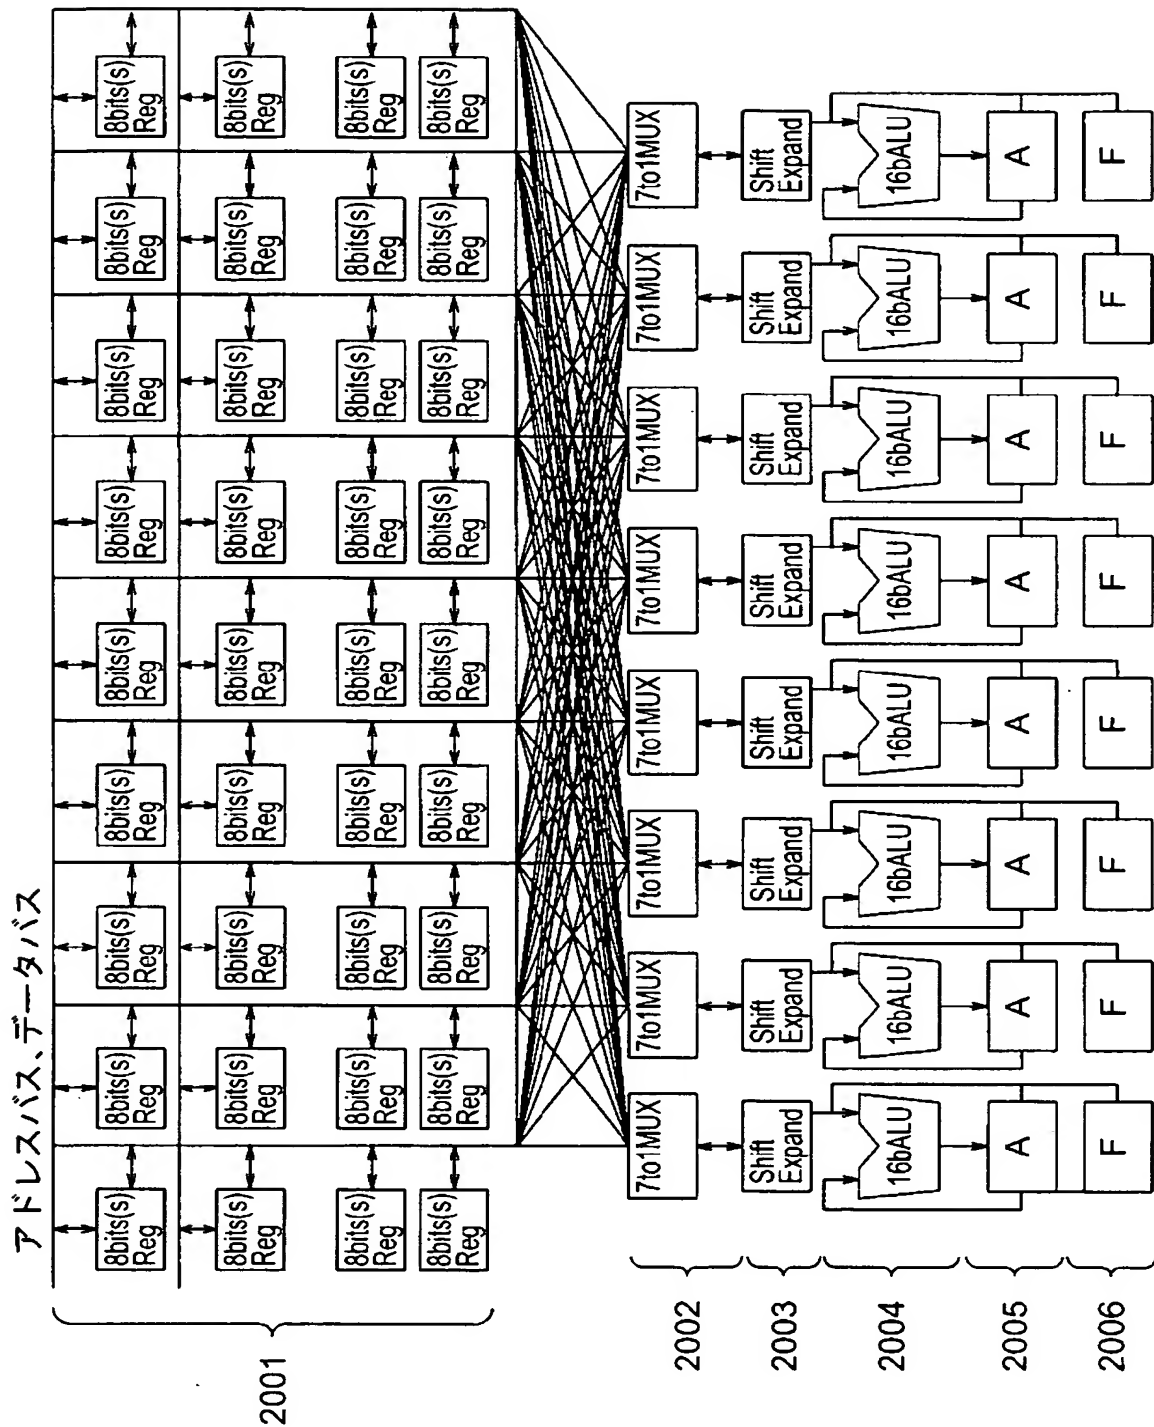 アドレスバス、データバス
8bits(s) 8bits(s) 8bits(s) 8bits(s) 8bits(s) 8bits(s) 8bits(s) 8bits(s) 8bits(s)
Reg Reg Reg Reg Reg Reg Reg Reg Reg
2001
8bits(s) 8bits(s) 8bits(s) 8bits(s) 8bits(s) 8bits(s) 8bits(s) 8bits(s) 8bits(s)
Reg Reg Reg Reg Reg Reg Reg Reg Reg
8bits(s) 8bits(s) 8bits(s) 8bits(s) 8bits(s) 8bits(s) 8bits(s) 8bits(s) 8bits(s)
Reg Reg Reg Reg Reg Reg Reg Reg Reg
8bits(s) 8bits(s) 8bits(s) 8bits(s) 8bits(s) 8bits(s) 8bits(s) 8bits(s) 8bits(s)
Reg Reg Reg Reg Reg Reg Reg Reg Reg
2002 7to1MUX 7to1MUX 7to1MUX 7to1MUX 7to1MUX 7to1MUX 7to1MUX 7to1MUX
2003 Shift Shift Shift Shift Shift Shift Shift Shift
Expand Expand Expand Expand Expand Expand Expand Expand
2004 16bALU 16bALU 16bALU 16bALU 16bALU 16bALU 16bALU 16bALU
2005 A A A A A A A A
2006 F F F F F F F F